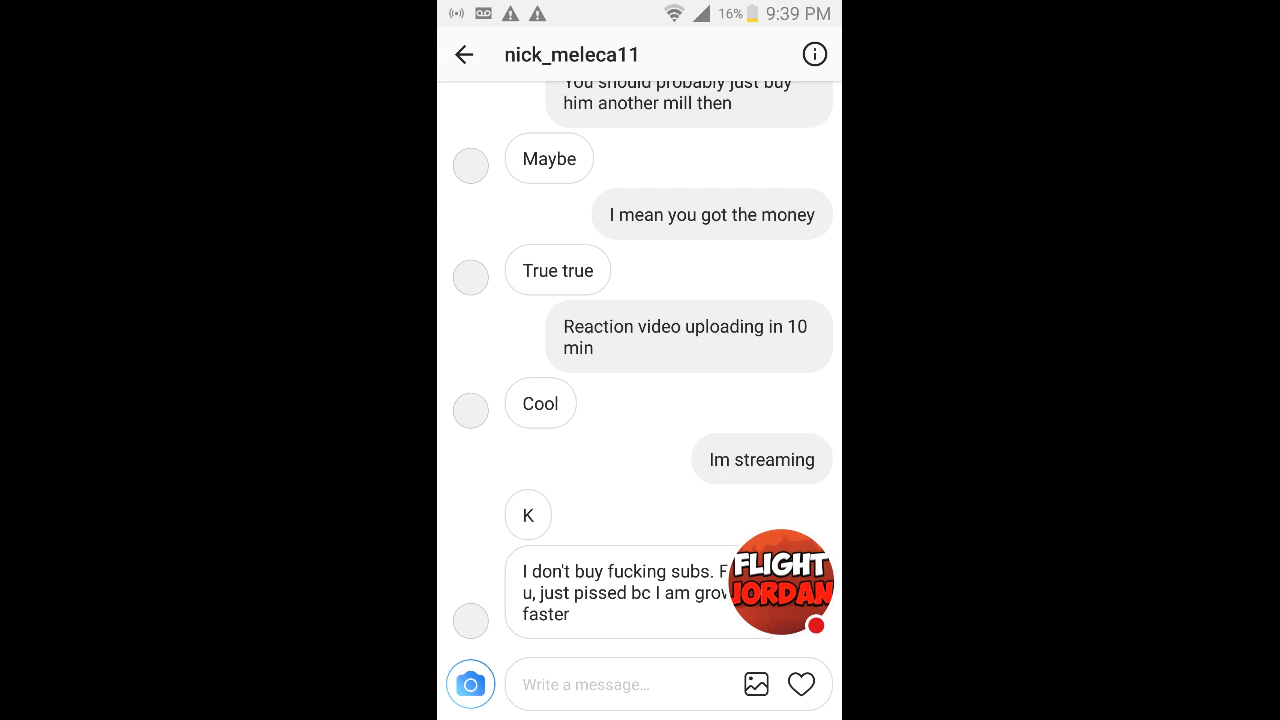 16% 9:39 PM
nick_meleca11
You should probably just buy
him another mill then
Maybe
I mean you got the money
True true
Reaction video uploading in 10
min
Cool
Im streaming
K
I don't buy fucking subs.
u, just pissed bc I am
faster
FLIGHT
JORDAN
Write a message...